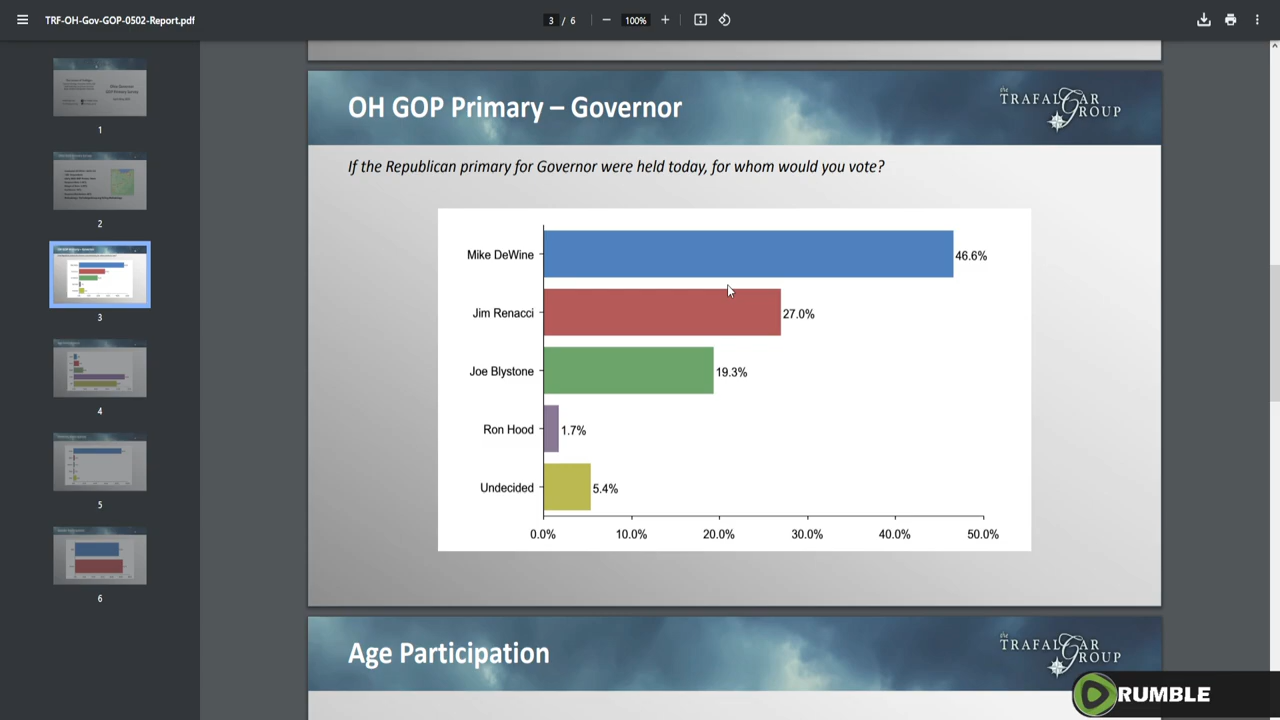 TRF-OH-Gov-GOP-0502-Report.pdf
3 / 6
100%
1
2
3
4
5
6
OH GOP Primary – Governor
the
TRAFALGAR
GROUP
If the Republican primary for Governor were held today, for whom would you vote?
Mike DeWine 46.6%
Jim Renacci 27.0%
Joe Blystone 19.3%
Ron Hood 1.7%
Undecided 5.4%
0.0% 10.0% 20.0% 30.0% 40.0% 50.0%
Age Participation
the
TRAFALGAR
GROUP
RUMBLE